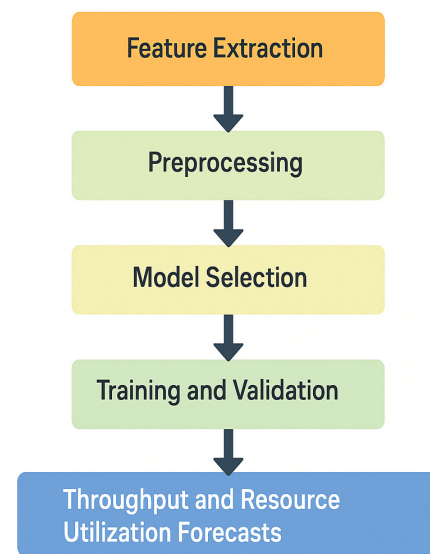 Feature Extraction
Preprocessing
Model Selection
Training and Validation
Throughput and Resource
Utilization Forecasts